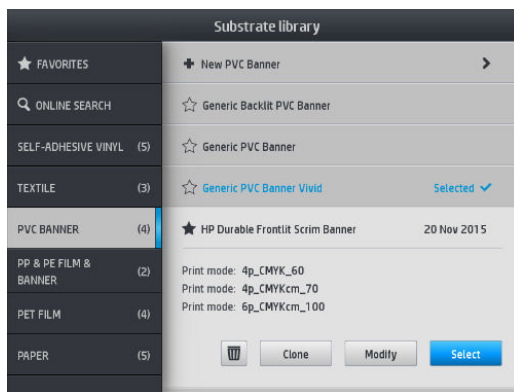 Substrate library
FAVORITES
ONLINE SEARCH
SELF-ADHESIVE VINYL (5)
TEXTILE (3)
PVC BANNER (4)
PP & PE FILM &
BANNER (2)
PET FILM (4)
PAPER (5)
New PVC Banner
Generic Backlit PVC Banner
Generic PVC Banner
Generic PVC Banner Vivid Selected
HP Durable Frontlit Scrim Banner 20 Nov 2015
Print mode: 4p_CMYK_60
Print mode: 4p_CMYKcm_70
Print mode: 6p_CMYKcm_100
Clone Modify Select